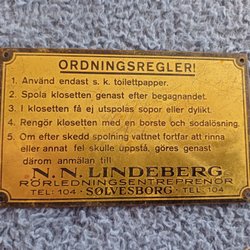 ORDNINGSREGLER!
1. Använd endast s. k. toilettpapper.
2. Spola klosetten genast efter begagnandet.
3. I klosetten få ej utspolas sopor eller dylikt.
4. Rengör klosetten med en borste och sodalösning.
5. Om efter skedd spolning vattnet fortfar att rinna
eller annat fel skulle uppstå, göres genast
därom anmälan till
N. N. LINDEBERG
RÖRLEDNINGSENTREPRENÖR
TEL: 104 • SØLVESBORG • TEL: 104